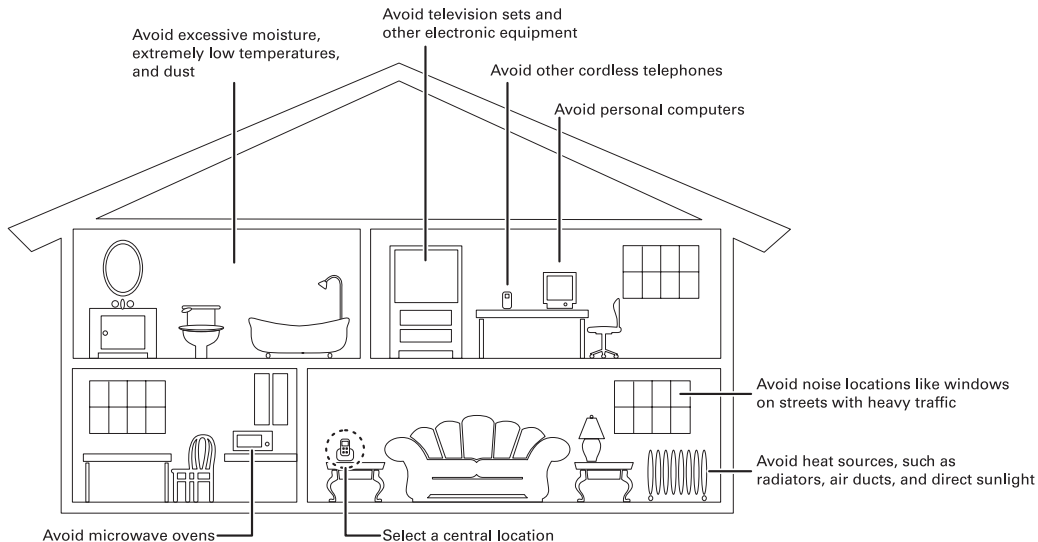 Avoid television sets and
other electronic equipment
Avoid excessive moisture,
extremely low temperatures,
and dust
Avoid other cordless telephones
Avoid personal computers
Avoid noise locations like windows
on streets with heavy traffic
Avoid heat sources, such as
radiators, air ducts, and direct sunlight
Avoid microwave ovens
Select a central location